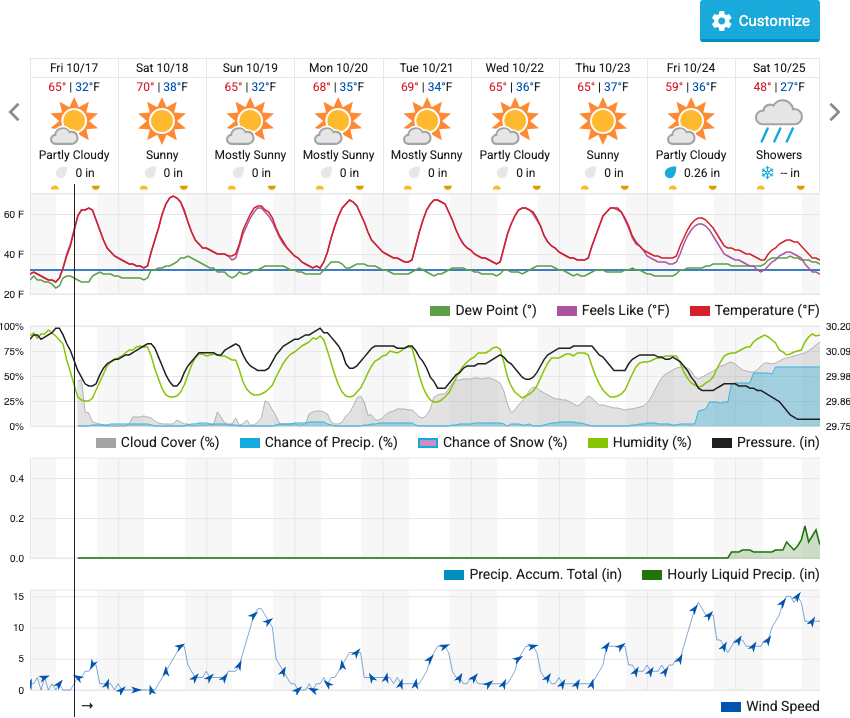 Customize
Fri 10/17 Sat 10/18 Sun 10/19 Mon 10/20 Tue 10/21 Wed 10/22 Thu 10/23 Fri 10/24 Sat 10/25
65° | 32°F 70° | 38°F 65° | 32°F 68° | 35°F 69° | 34°F 65° | 36°F 65° | 37°F 59° | 36°F 48° | 27°F
Partly Cloudy Sunny Mostly Sunny Mostly Sunny Mostly Sunny Partly Cloudy Sunny Partly Cloudy Showers
0 in 0 in 0 in 0 in 0 in 0 in 0 in 0.26 in -- in
60 F
40 F
20 F
Dew Point (°) Feels Like (°F) Temperature (°F)
100% 30.20
75% 30.09
50% 29.98
25% 29.86
0% 29.75
Cloud Cover (%) Chance of Precip. (%) Chance of Snow (%) Humidity (%) Pressure. (in)
0.4
0.2
0.0
Precip. Accum. Total (in) Hourly Liquid Precip. (in)
15
10
5
0
→
Wind Speed